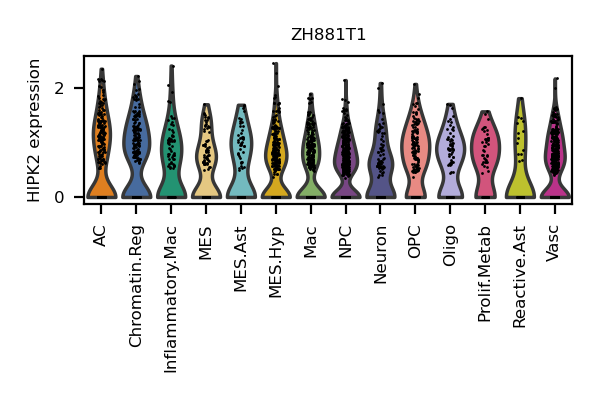 ZH881T1
HIPK2 expression
2
0
AC
Chromatin.Reg
Inflammatory.Mac
MES
MES.Ast
MES.Hyp
Mac
NPC
Neuron
OPC
Oligo
Prolif.Metab
Reactive.Ast
Vasc